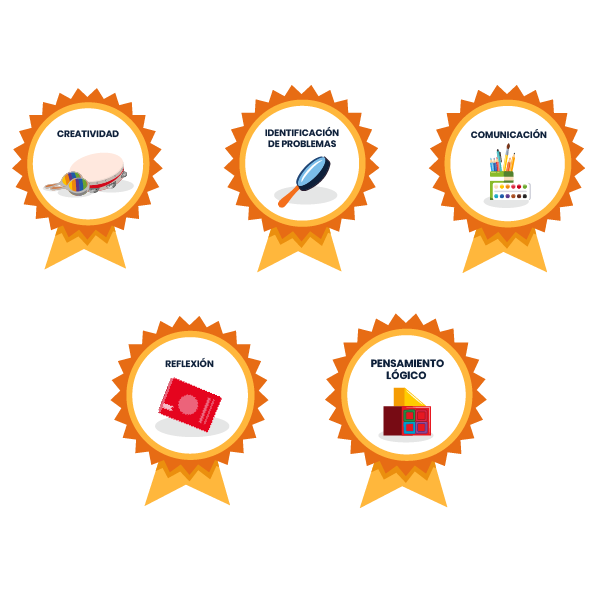 CREATIVIDAD
IDENTIFICACIÓN
DE PROBLEMAS
COMUNICACIÓN
REFLEXIÓN
PENSAMIENTO
LÓGICO